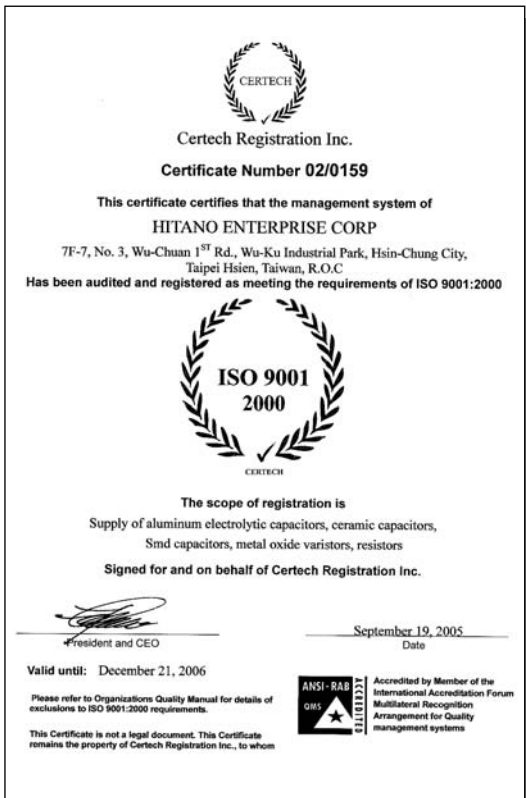 CERTECH
Certech Registration Inc.
Certificate Number 02/0159
This certificate certifies that the management system of
HITANO ENTERPRISE CORP
7F-7, No. 3, Wu-Chuan 1ST Rd., Wu-Ku Industrial Park, Hsin-Chung City,
Taipei Hsien, Taiwan, R.O.C
Has been audited and registered as meeting the requirements of ISO 9001:2000
ISO 9001
2000
CERTECH
The scope of registration is
Supply of aluminum electrolytic capacitors, ceramic capacitors,
Smd capacitors, metal oxide varistors, resistors
Signed for and on behalf of Certech Registration Inc.
President and CEO
September 19, 2005
Date
Valid until: December 21, 2006
Please refer to Organizations Quality Manual for details of
exclusions to ISO 9001:2000 requirements.
This Certificate is not a legal document. This Certificate
remains the property of Certech Registration Inc., to whom
ANSI-RAB
QMS
ACCREDITED
Accredited by Member of the
International Accreditation Forum
Multilateral Recognition
Arrangement for Quality
management systems